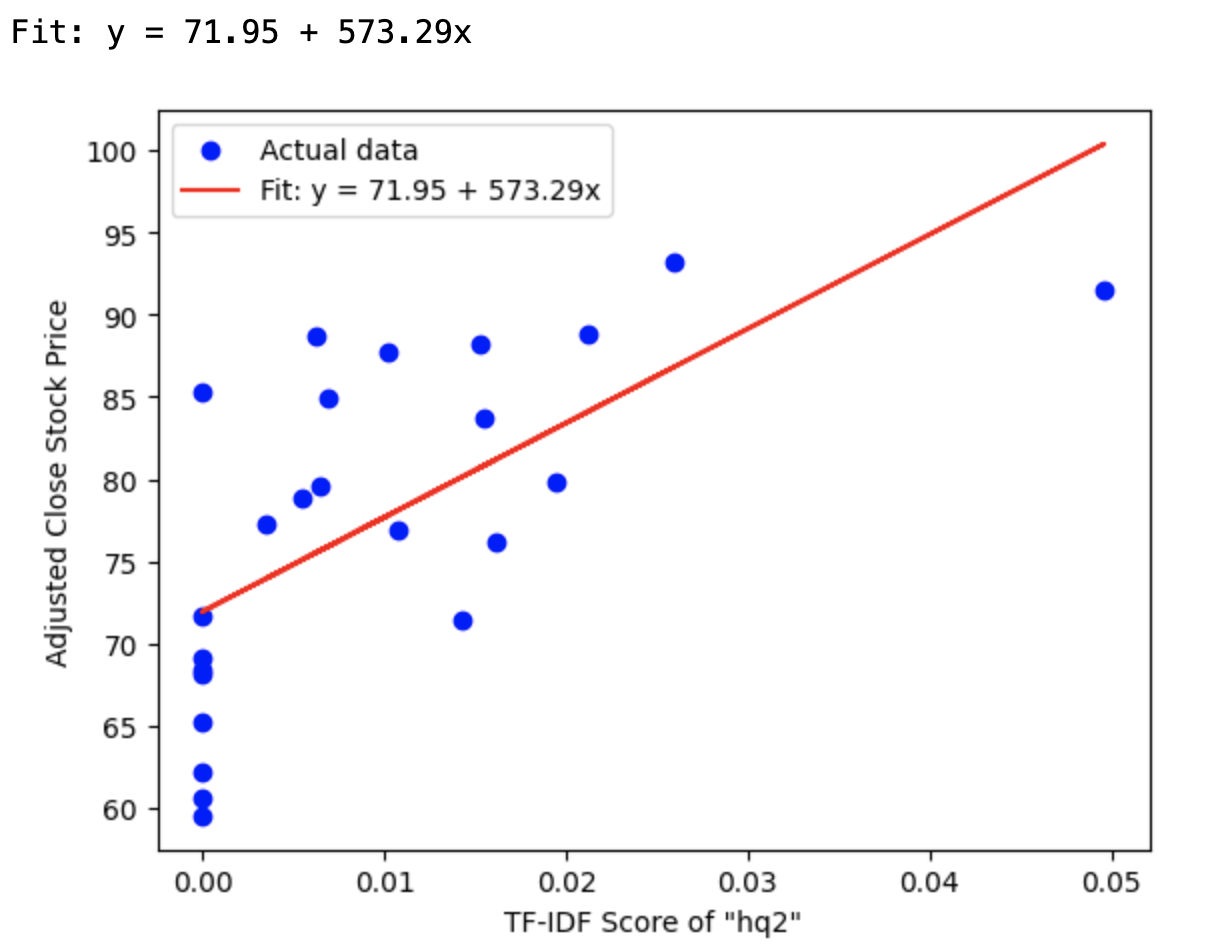 Fit: y = 71.95 + 573.29x
Actual data
Fit: y = 71.95 + 573.29x
100
95
90
85
80
75
70
65
60
Adjusted Close Stock Price
0.00 0.01 0.02 0.03 0.04 0.05
TF-IDF Score of "hq2"